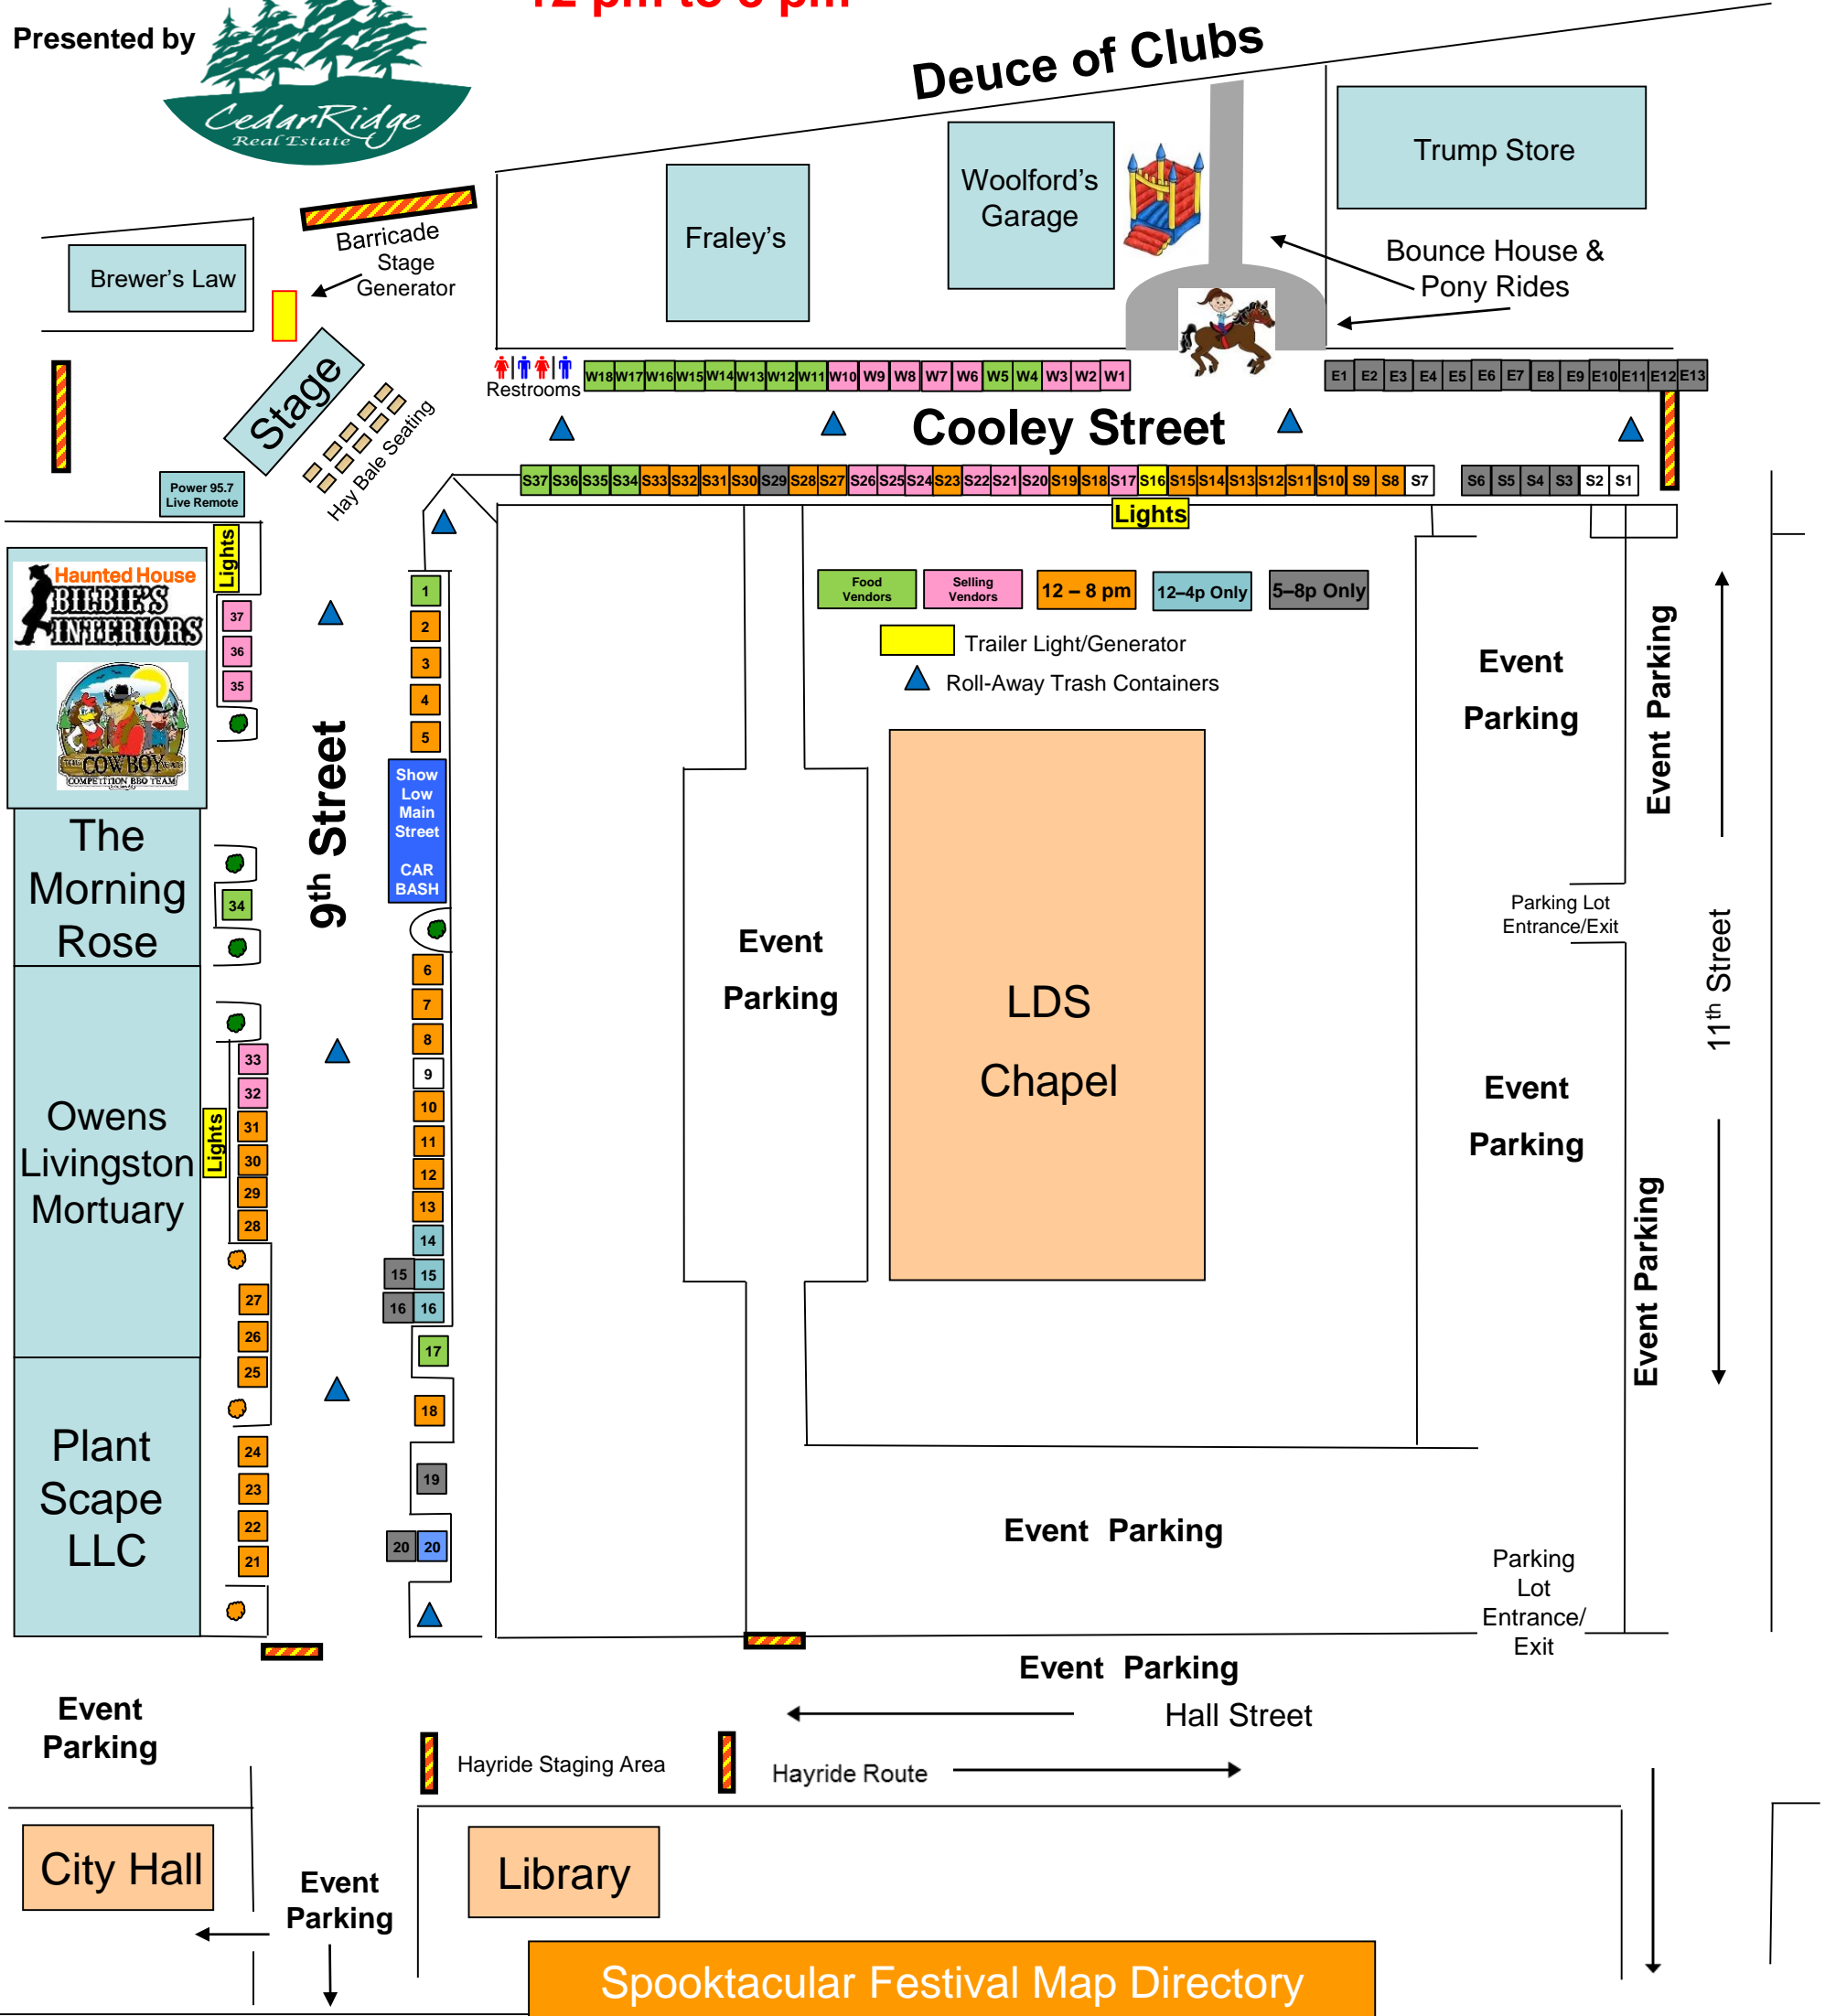 Presented by
CedarRidge
Real Estate
Deuce of Clubs
Trump Store
Woolford's
Garage
Fraley's
Barricade
Stage
Generator
Brewer's Law
Bounce House &
Pony Rides
Stage
Hay Bale Seating
Restrooms
W18 W17 W16 W15 W14 W13 W12 W11 W10 W9 W8 W7 W6 W5 W4 W3 W2 W1
E1 E2 E3 E4 E5 E6 E7 E8 E9 E10 E11 E12 E13
Cooley Street
S37 S36 S35 S34 S33 S32 S31 S30 S29 S28 S27 S26 S25 S24 S23 S22 S21 S20 S19 S18 S17 S16 S15 S14 S13 S12 S11 S10 S9 S8 S7 S6 S5 S4 S3 S2 S1
Lights
Power 95.7
Live Remote
Lights
Haunted House
BILBIE'S
INTERIORS
COWBOY
COMPETITION BBQ TEAM
37
36
35
The
Morning
Rose
34
Owens
Livingston
Mortuary
Lights
33
32
31
30
29
28
27
26
25
Plant
Scape
LLC
24
23
22
21
9th Street
1
2
3
4
5
Show
Low
Main
Street
CAR
BASH
6
7
8
9
10
11
12
13
14
15 15
16 16
17
18
19
20 20
Food
Vendors
Selling
Vendors
12 – 8 pm
12–4p Only
5–8p Only
Trailer Light/Generator
Roll-Away Trash Containers
Event
Parking
LDS
Chapel
Event
Parking
Event Parking
Parking Lot
Entrance/Exit
11th Street
Event
Parking
Event Parking
Event Parking
Parking
Lot
Entrance/
Exit
Event Parking
Hall Street
Event
Parking
Hayride Staging Area
Hayride Route
City Hall
Event
Parking
Library
Spooktacular Festival Map Directory